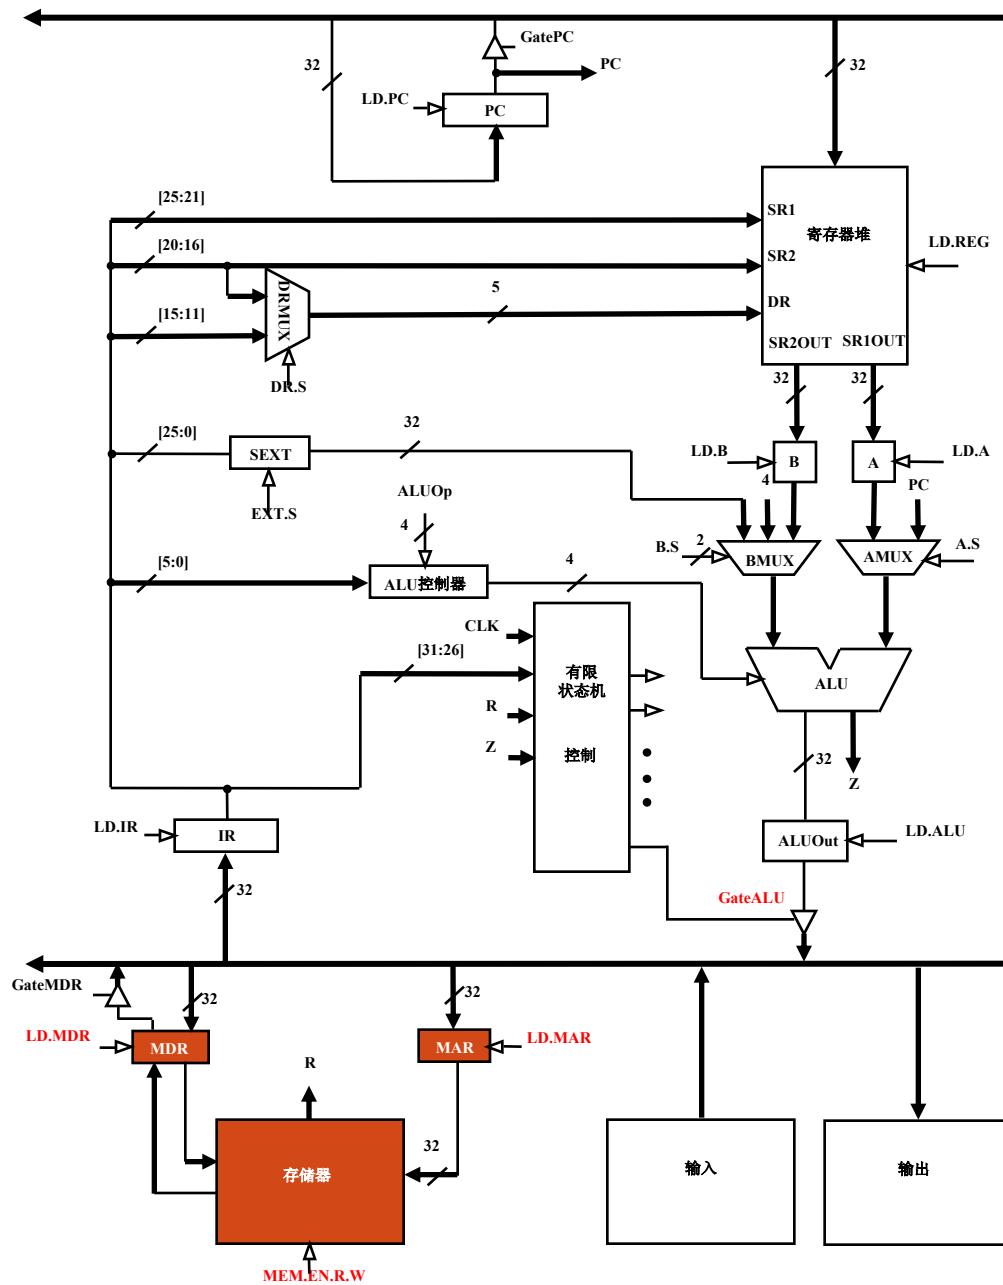 GatePC
32
PC
32
LD.PC
PC
[25:21]
SR1
寄存器堆
LD.REG
[20:16]
SR2
DRMUX
5
DR
[15:11]
SR2OUT
SR1OUT
DR.S
32
32
[25:0]
32
SEXT
LD.B
B
A
LD.A
EXT.S
ALUOp
4
PC
4
B.S
2
BMUX
AMUX
A.S
[5:0]
ALU控制器
4
CLK
[31:26]
有限
状态机
ALU
R
Z
控制
32
Z
LD.IR
IR
ALUOut
LD.ALU
32
GateALU
GateMDR
32
32
LD.MDR
MDR
MAR
LD.MAR
R
32
存储器
输入
输出
MEM.EN.R.W